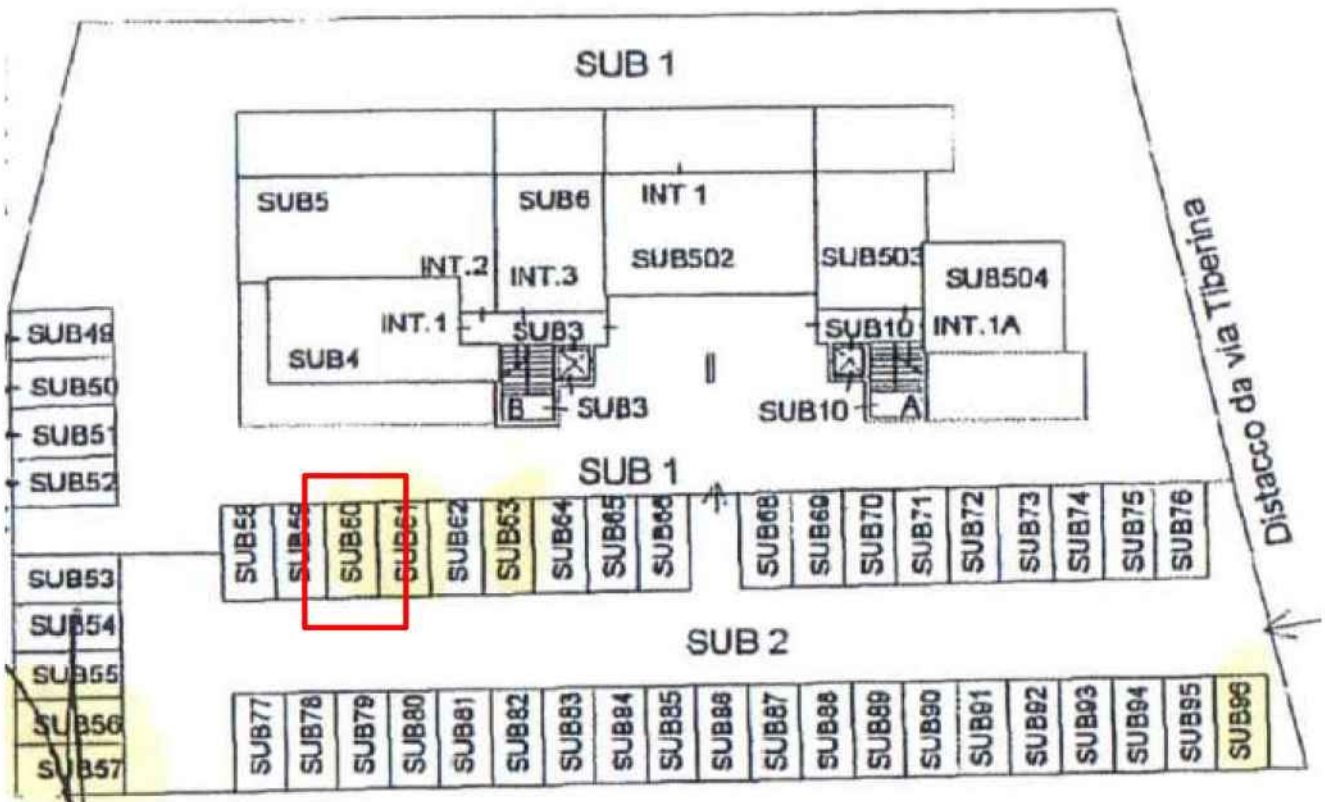 SUB 1
SUB5
SUB6
INT 1
SUB502
SUB503
SUB504
INT.2
INT.3
INT.1
SUB3
SUB10
INT.1A
SUB4
B
SUB3
SUB10
A
Distacco da via Tiberina
SUB49
SUB50
SUB51
SUB52
SUB 1
SUB58
SUB59
SUB60
SUB61
SUB62
SUB63
SUB64
SUB65
SUB66
SUB68
SUB69
SUB70
SUB71
SUB72
SUB73
SUB74
SUB75
SUB76
SUB53
SUB54
SUB55
SUB56
SUB57
SUB 2
SUB77
SUB78
SUB79
SUB80
SUB81
SUB82
SUB83
SUB84
SUB85
SUB86
SUB87
SUB88
SUB89
SUB90
SUB91
SUB92
SUB93
SUB94
SUB95
SUB96